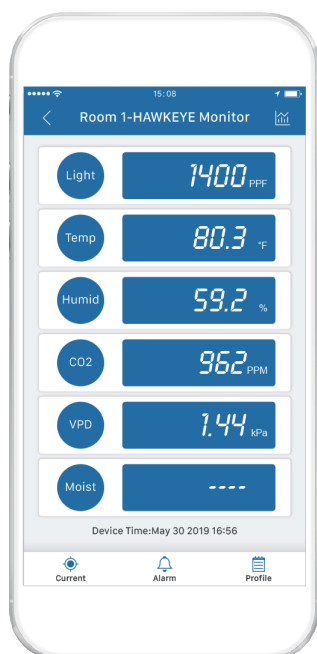 15:08
Room 1-HAWKEYE Monitor
Light 1400 PPF
Temp 80.3 °F
Humid 59.2 %
CO2 962 PPM
VPD 1.44 kPa
Moist ----
Device Time:May 30 2019 16:56
Current Alarm Profile